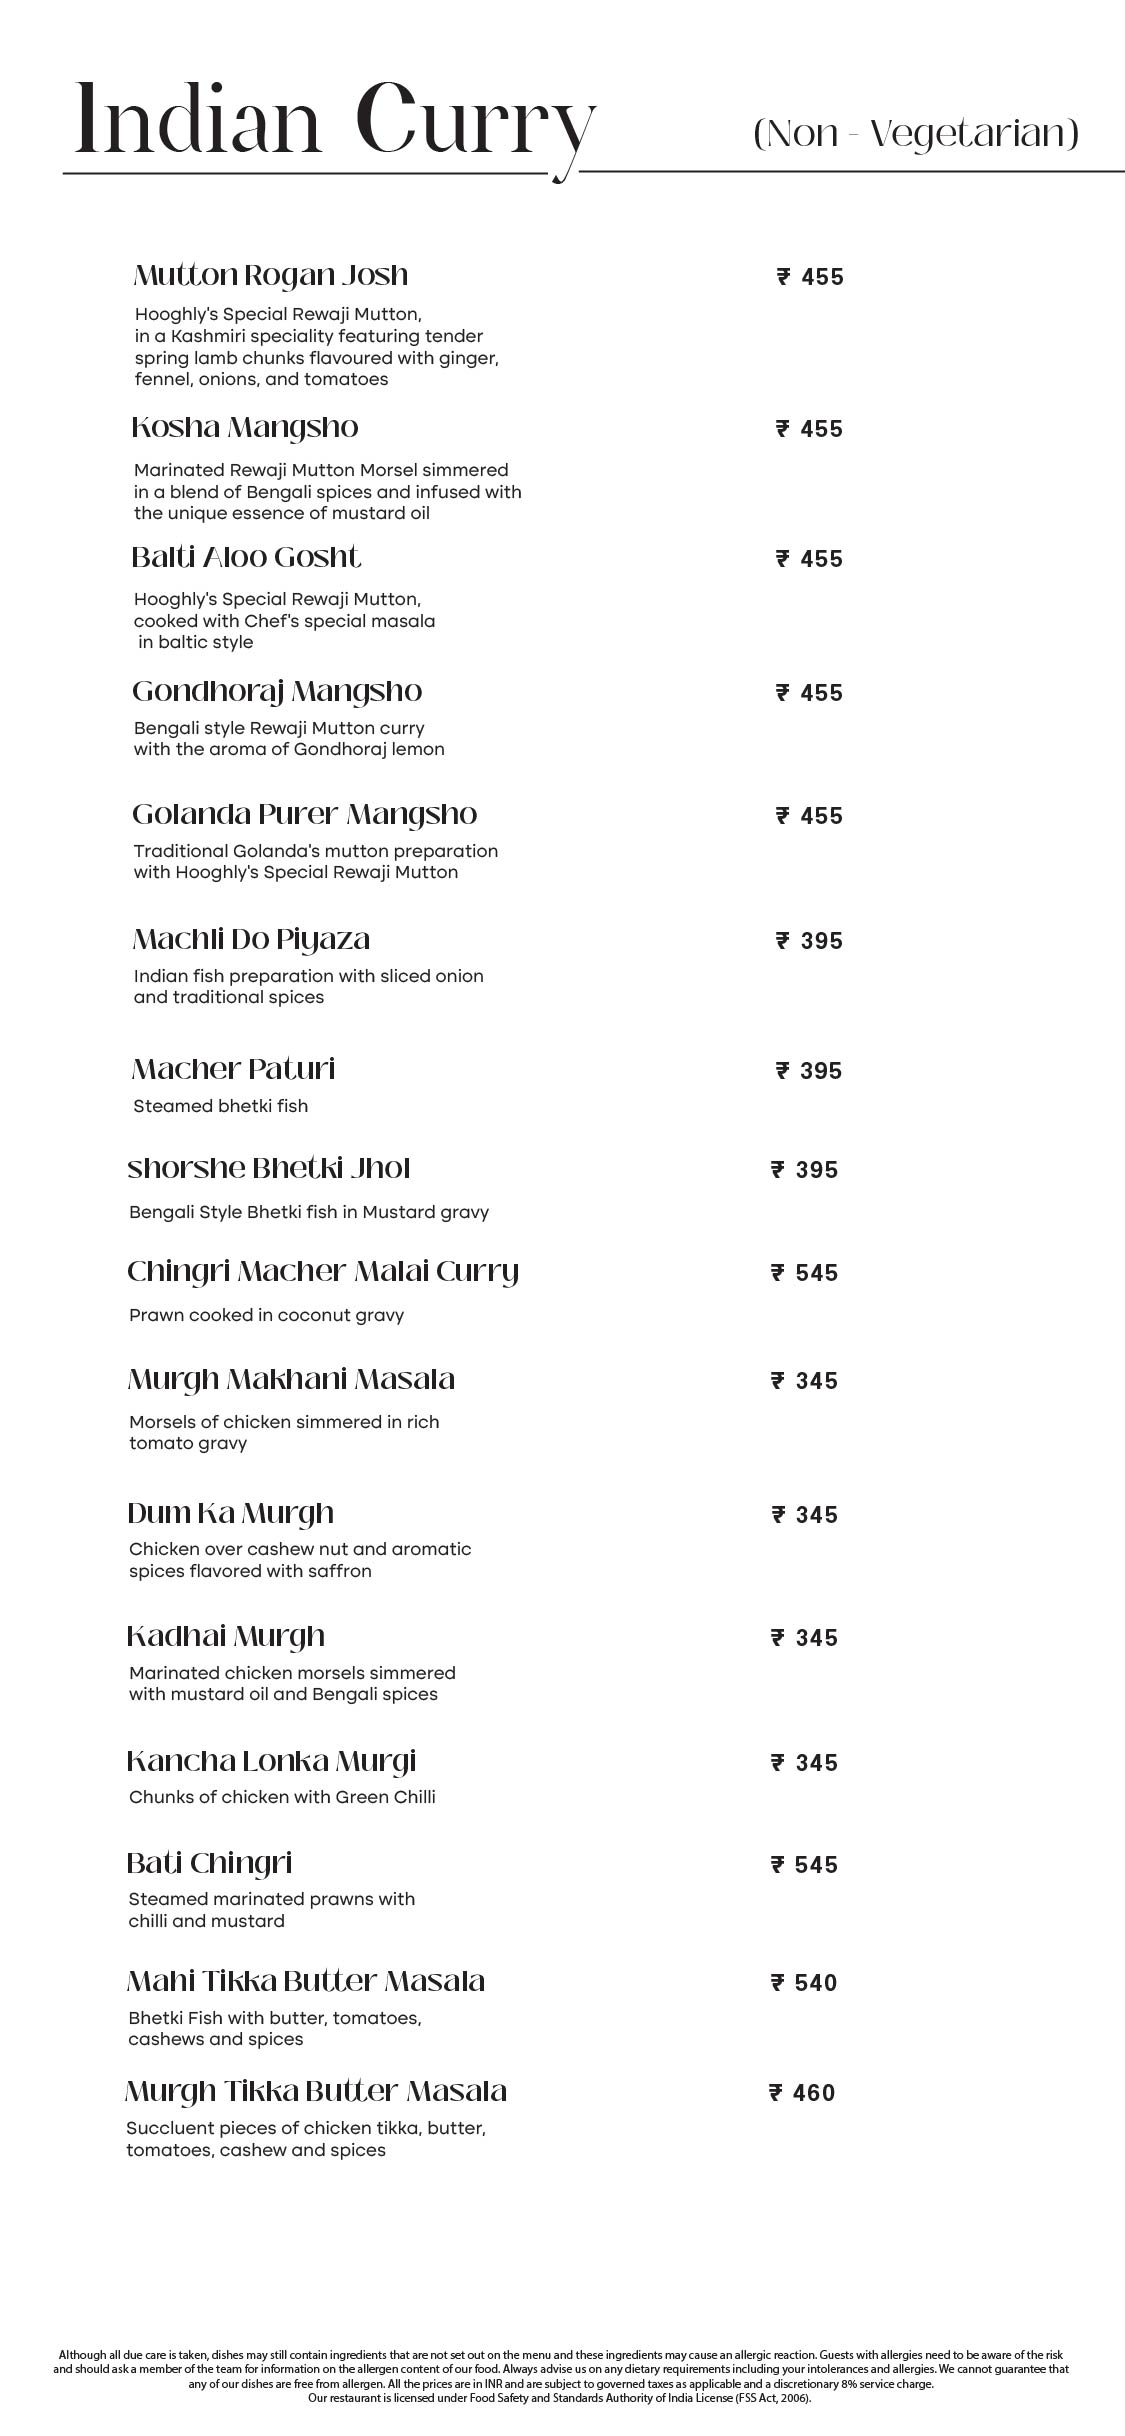 Indian Curry (Non - Vegetarian)
Mutton Rogan Josh ₹ 455
Hooghly's Special Rewaji Mutton,
in a Kashmiri speciality featuring tender
spring lamb chunks flavoured with ginger,
fennel, onions, and tomatoes
Kosha Mangsho ₹ 455
Marinated Rewaji Mutton Morsel simmered
in a blend of Bengali spices and infused with
the unique essence of mustard oil
Balti Aloo Gosht ₹ 455
Hooghly's Special Rewaji Mutton,
cooked with Chef's special masala
in baltic style
Gondhoraj Mangsho ₹ 455
Bengali style Rewaji Mutton curry
with the aroma of Gondhoraj lemon
Golanda Purer Mangsho ₹ 455
Traditional Golanda's mutton preparation
with Hooghly's Special Rewaji Mutton
Machli Do Piyaza ₹ 395
Indian fish preparation with sliced onion
and traditional spices
Macher Paturi ₹ 395
Steamed bhetki fish
shorshe Bhetki Jhol ₹ 395
Bengali Style Bhetki fish in Mustard gravy
Chingri Macher Malai Curry ₹ 545
Prawn cooked in coconut gravy
Murgh Makhani Masala ₹ 345
Morsels of chicken simmered in rich
tomato gravy
Dum Ka Murgh ₹ 345
Chicken over cashew nut and aromatic
spices flavored with saffron
Kadhai Murgh ₹ 345
Marinated chicken morsels simmered
with mustard oil and Bengali spices
Kancha Lonka Murgi ₹ 345
Chunks of chicken with Green Chilli
Bati Chingri ₹ 545
Steamed marinated prawns with
chilli and mustard
Mahi Tikka Butter Masala ₹ 540
Bhetki Fish with butter, tomatoes,
cashews and spices
Murgh Tikka Butter Masala ₹ 460
Succluent pieces of chicken tikka, butter,
tomatoes, cashew and spices
Although all due care is taken, dishes may still contain ingredients that are not set out on the menu and these ingredients may cause an allergic reaction. Guests with allergies need to be aware of the risk
and should ask a member of the team for information on the allergen content of our food. Always advise us on any dietary requirements including your intolerances and allergies. We cannot guarantee that
any of our dishes are free from allergen. All the prices are in INR and are subject to governed taxes as applicable and a discretionary 8% service charge.
Our restaurant is licensed under Food Safety and Standards Authority of India License (FSS Act, 2006).